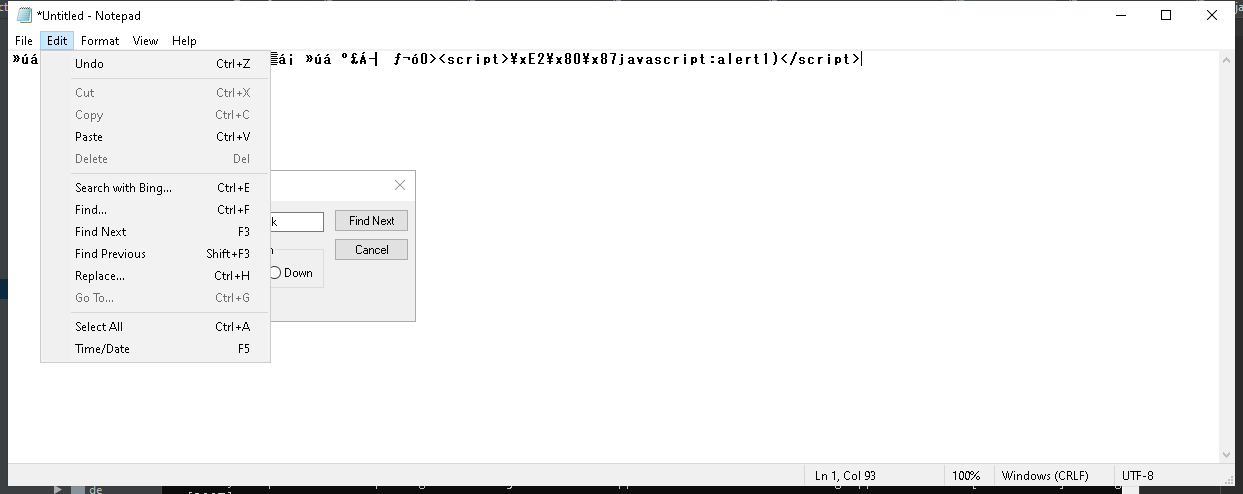 *Untitled - Notepad
File Edit Format View Help
»úá á¡ »úá º£Á┤ ƒ¬óO><script>¥xE2¥x80¥x87javascript:alert1)</script>
Undo Ctrl+Z
Cut Ctrl+X
Copy Ctrl+C
Paste Ctrl+V
Delete Del
Search with Bing... Ctrl+E
Find... Ctrl+F
Find Next F3
Find Previous Shift+F3
Replace... Ctrl+H
Go To... Ctrl+G
Select All Ctrl+A
Time/Date F5
k Find Next
Cancel
Down
Ln 1, Col 93 100% Windows (CRLF) UTF-8
de